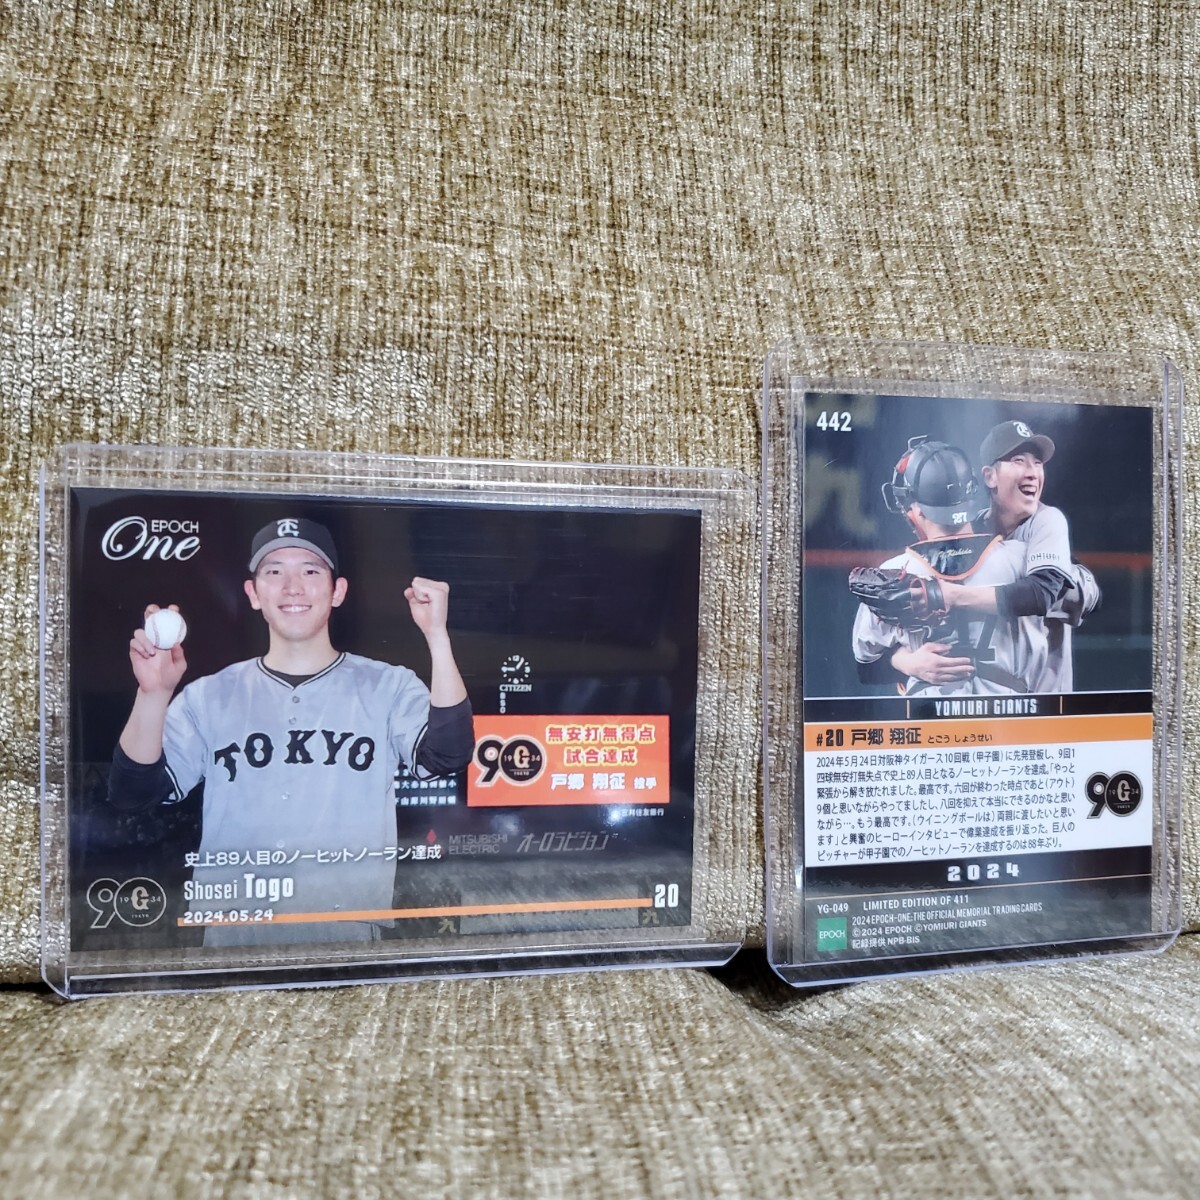 EPOCH
One
TOKYO
CITIZEN
無安打無得点
試合達成
戸郷 翔征 投手
90
1934
G
TOKYO
MITSUBISHI
ELECTRIC
オーロラビジョン
史上89人目のノーヒットノーラン達成
Shosei Togo
2024.05.24
20
442
27
YOMIURI GIANTS
#20 戸郷 翔征 とごう しょうせい
2024年5月24日対阪神タイガース10回戦(甲子園)に先発登板し、9回1
四球無安打無失点で史上89人目となるノーヒットノーランを達成。「やっと
緊張から解き放たれました。最高です。六回が終わった時点であと(アウト)
9個と思いながらやってましたし、八回を抑えて本当にできるのかなと思い
ながら…。もう最高です。(ウイニングボールは)両親に渡したいと思い
ます」と興奮のヒーローインタビューで偉業達成を振り返った。巨人の
ピッチャーが甲子園でのノーヒットノーランを達成するのは88年ぶり。
90
1934
G
2024
YG-049 LIMITED EDITION OF 411
EPOCH
2024 EPOCH-ONE: THE OFFICIAL MEMORIAL TRADING CARDS
© 2024 EPOCH ©YOMIURI GIANTS
記録提供 NPB-BIS